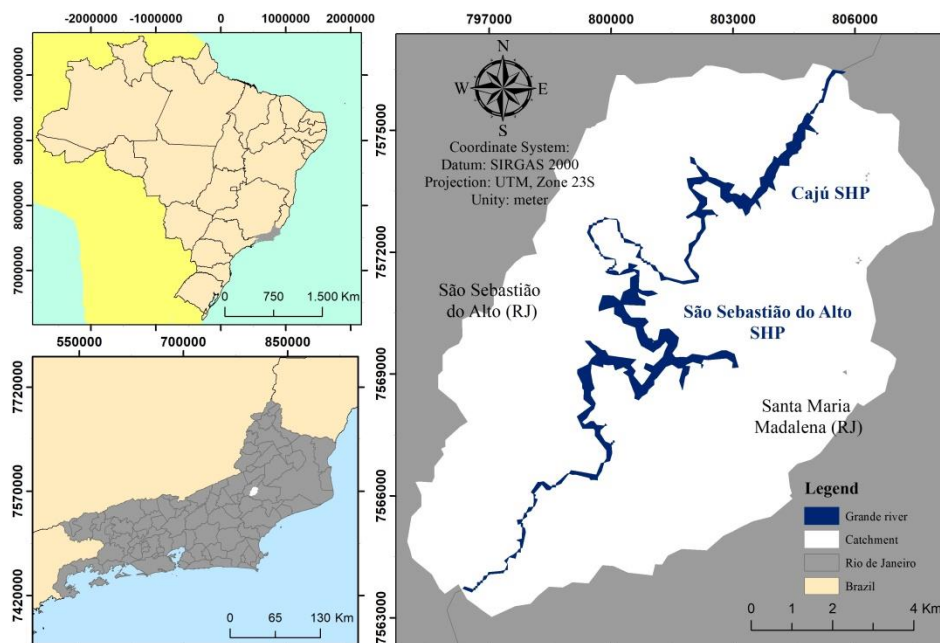 -2000000 -1000000 0 1000000 2000000
10000000
9000000
8000000
7000000
0 750 1.500 Km
5500000 7000000 8500000
7720000
7570000
7420000
0 65 130 Km
797000 800000 803000 806000
7575000
7572000
7569000
7566000
7563000
N
W E
S
Coordinate System:
Datum: SIRGAS 2000
Projection: UTM, Zone 23S
Unity: meter
Cajú SHP
São Sebastião
do Alto (RJ)
São Sebastião do Alto
SHP
Santa Maria
Madalena (RJ)
Legend
Grande river
Catchment
Rio de Janeiro
Brazil
0 1 2 4 Km